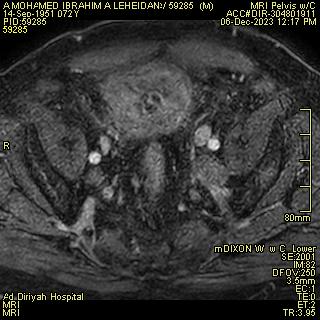 A MOHAMED IBRAHIM A LEHEIDAN:/ 59285 (M)
14-Sep-1951 072Y
PID:59285
59285
MRI Pelvis w/C
ACC#DIR-304801911
06-Dec-2023 12:17 PM
R
80mm
mDIXON W w C Lower
SE:2001
IM:82
DFOV:250
3.5mm
EC:1
TE:0
ET:2
TR:3.95
Ad Diriyah Hospital
MRI
MRI